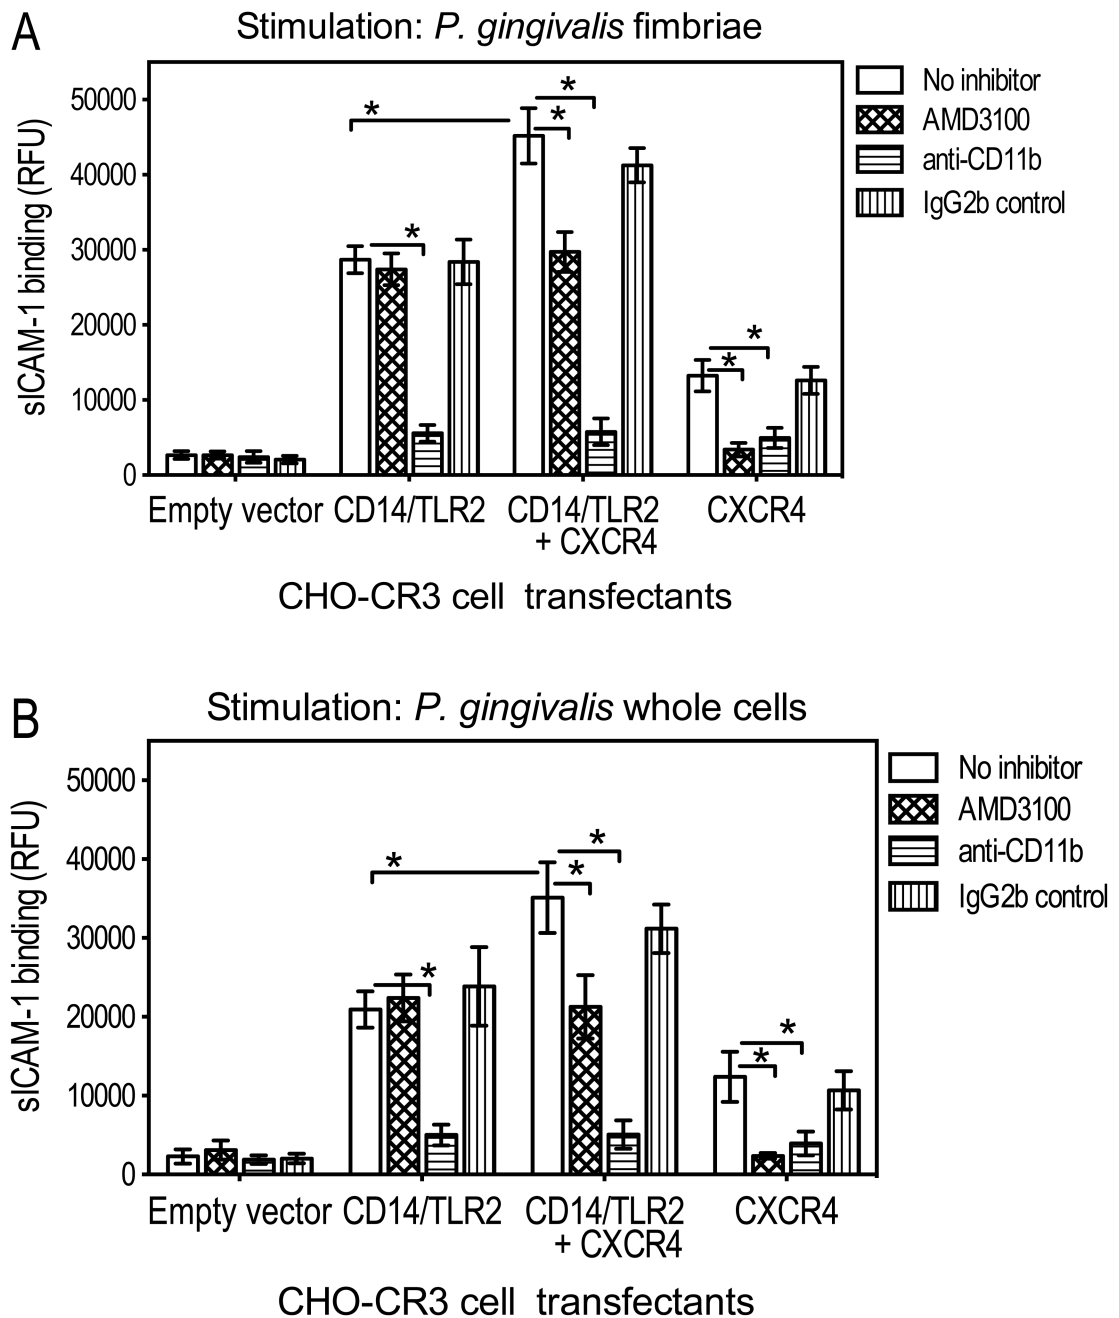 A
Stimulation: P. gingivalis fimbriae
sICAM-1 binding (RFU)
50000
40000
30000
20000
10000
0
* * *
*
* *
No inhibitor
AMD3100
anti-CD11b
IgG2b control
Empty vector CD14/TLR2 CD14/TLR2 CXCR4
+ CXCR4
CHO-CR3 cell transfectants
B
Stimulation: P. gingivalis whole cells
sICAM-1 binding (RFU)
50000
40000
30000
20000
10000
0
* * *
*
* *
No inhibitor
AMD3100
anti-CD11b
IgG2b control
Empty vector CD14/TLR2 CD14/TLR2 CXCR4
+ CXCR4
CHO-CR3 cell transfectants